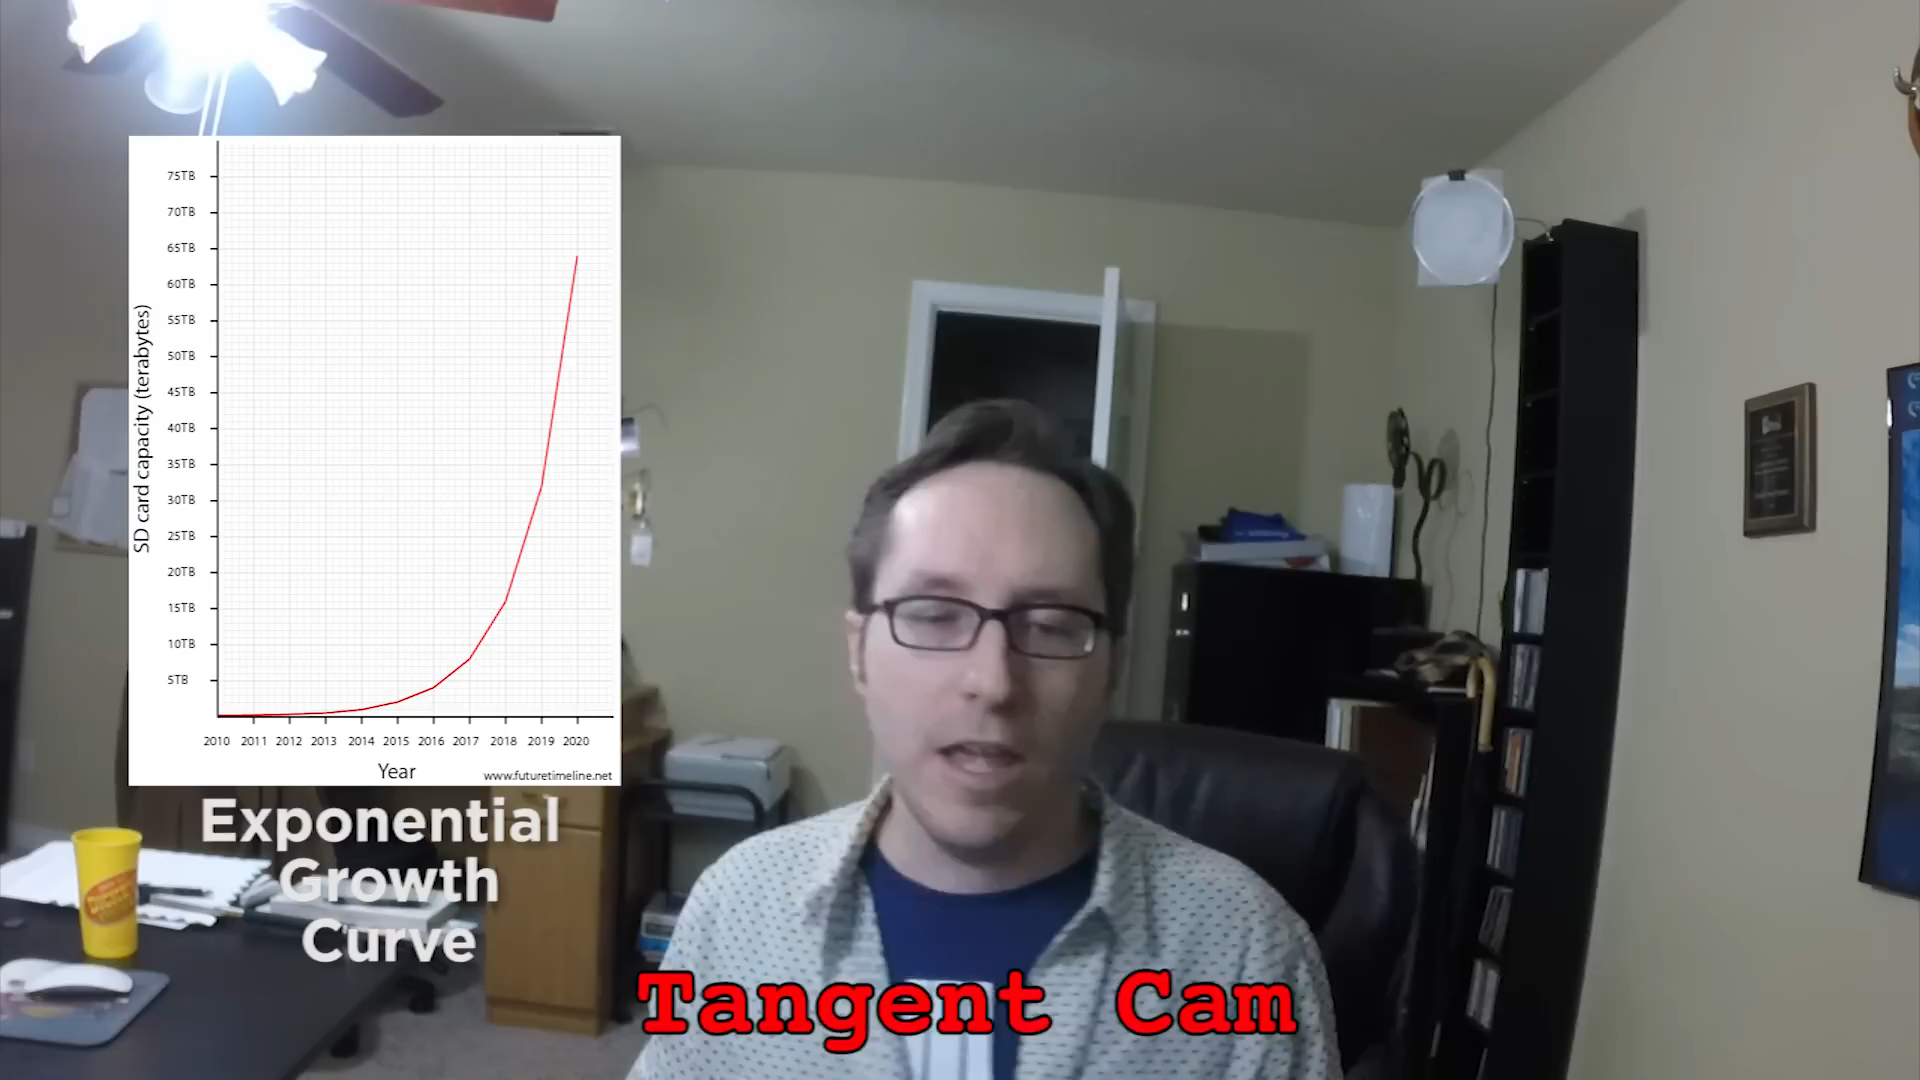 75TB
70TB
65TB
60TB
55TB
50TB
45TB
40TB
35TB
30TB
25TB
20TB
15TB
10TB
5TB
SD card capacity (terabytes)
2010 2011 2012 2013 2014 2015 2016 2017 2018 2019 2020
Year
www.futuretimeline.net
Exponential
Growth
Curve
Tangent Cam